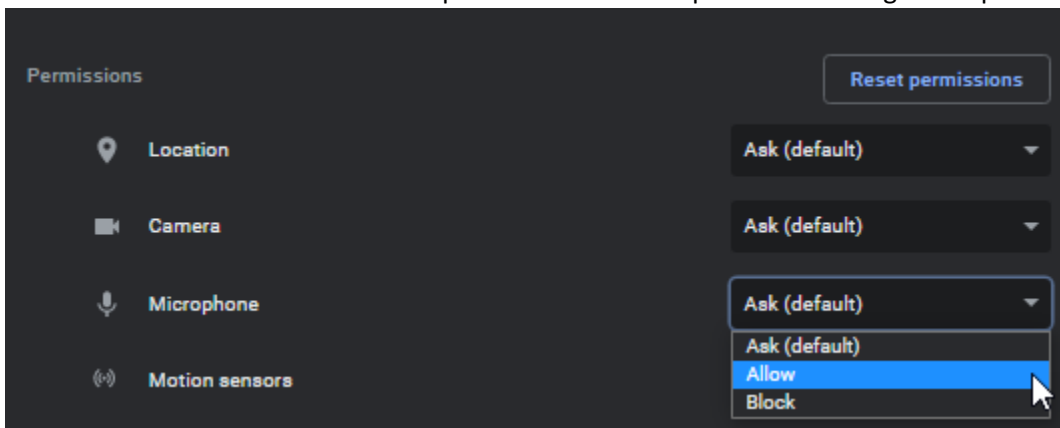 Permissions
Reset permissions
Location
Ask (default)
Camera
Ask (default)
Microphone
Ask (default)
Ask (default)
Allow
Block
Motion sensors